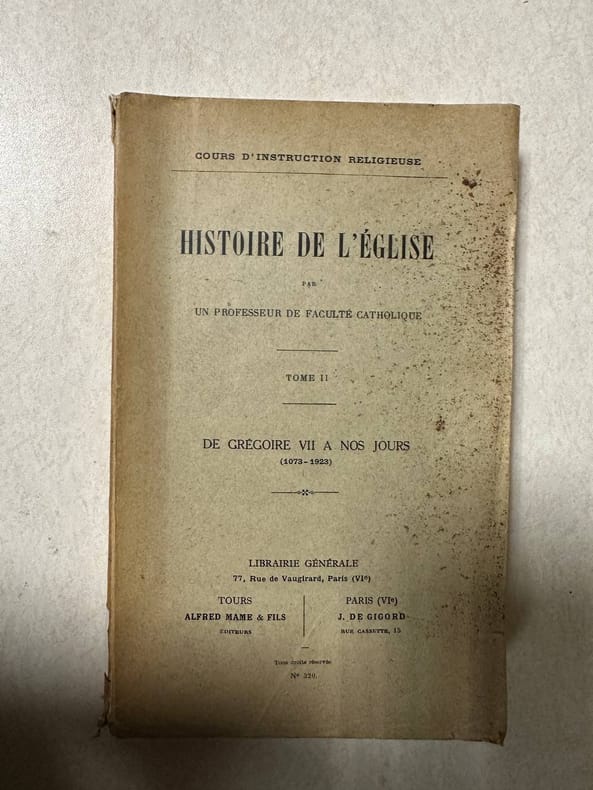 COURS D'INSTRUCTION RELIGIEUSE
HISTOIRE DE L'ÉGLISE
PAR
UN PROFESSEUR DE FACULTÉ CATHOLIQUE
TOME II
DE GRÉGOIRE VII A NOS JOURS
(1073-1923)
LIBRAIRIE GÉNÉRALE
77, Rue de Vaugirard, Paris (VIe)
TOURS
ALFRED MAME & FILS
ÉDITEURS
PARIS (VIe)
J. DE GIGORD
RUE CASSETTE, 15
Tous droits réservés
No 320.